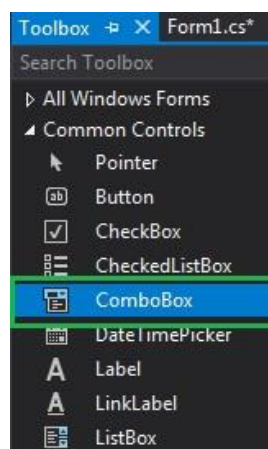 Toolbox Form1.cs*
Search Toolbox
All Windows Forms
Common Controls
Pointer
ab Button
CheckBox
CheckedListBox
ComboBox
DateTimePicker
A Label
A LinkLabel
ListBox